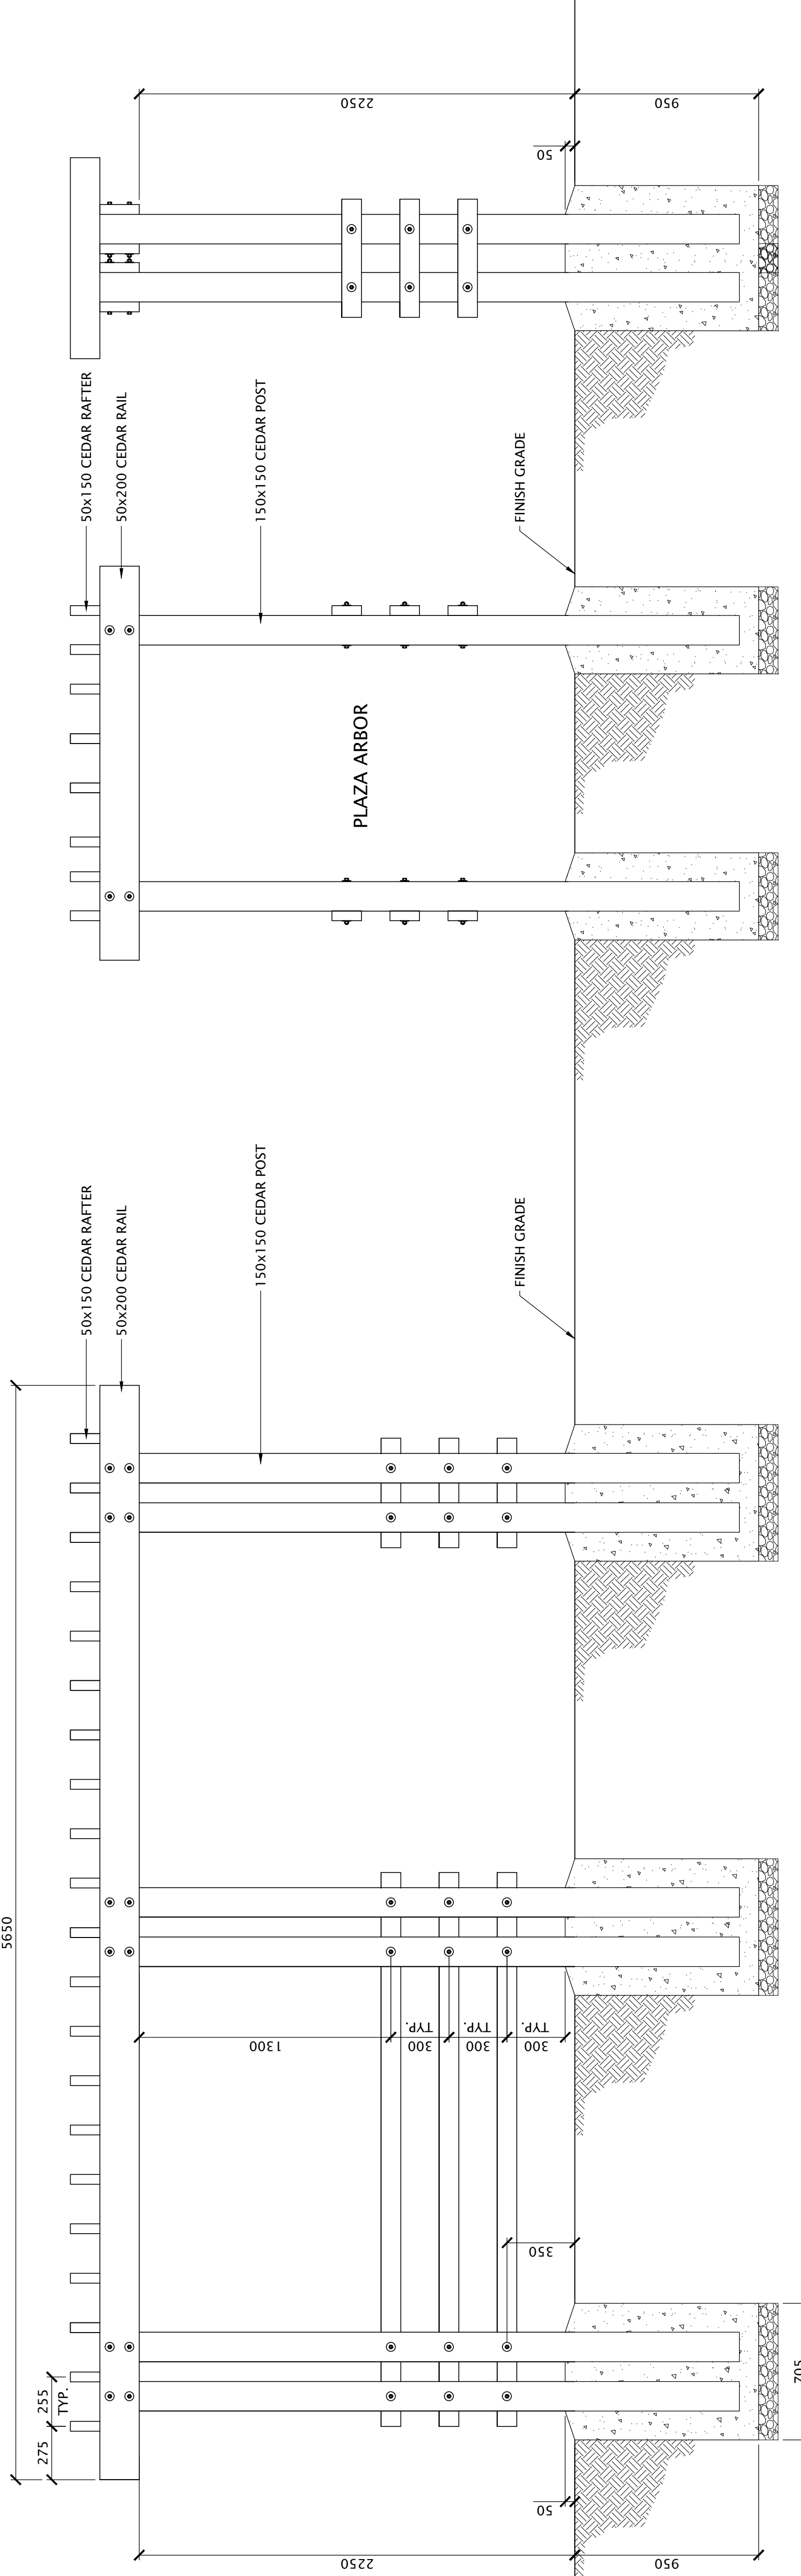 2250
950
50
50x150 CEDAR RAFTER
50x200 CEDAR RAIL
150x150 CEDAR POST
FINISH GRADE
PLAZA ARBOR
50x150 CEDAR RAFTER
50x200 CEDAR RAIL
150x150 CEDAR POST
FINISH GRADE
5650
1300
300
TYP.
300
TYP.
300
TYP.
350
255
TYP.
275
705
50
2250
950